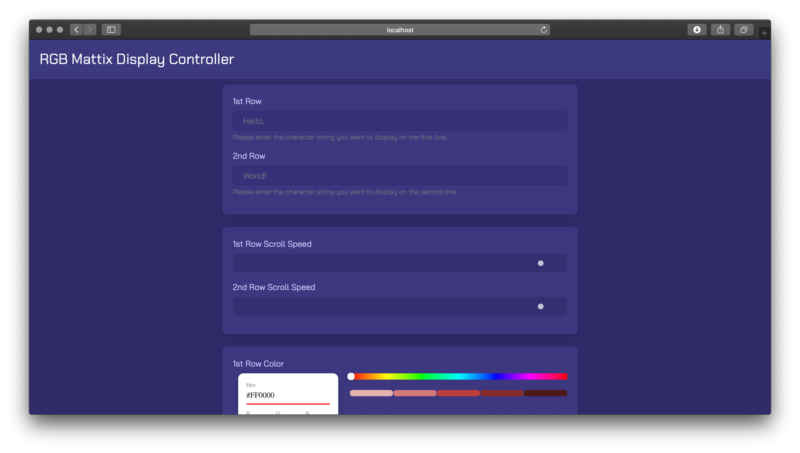 localhost
RGB Mattix Display Controller
1st Row
Hello,
Please enter the character string you want to display on the first line.
2nd Row
World!
Please enter the character string you want to display on the second line.
1st Row Scroll Speed
2nd Row Scroll Speed
1st Row Color
Hex
#FF0000